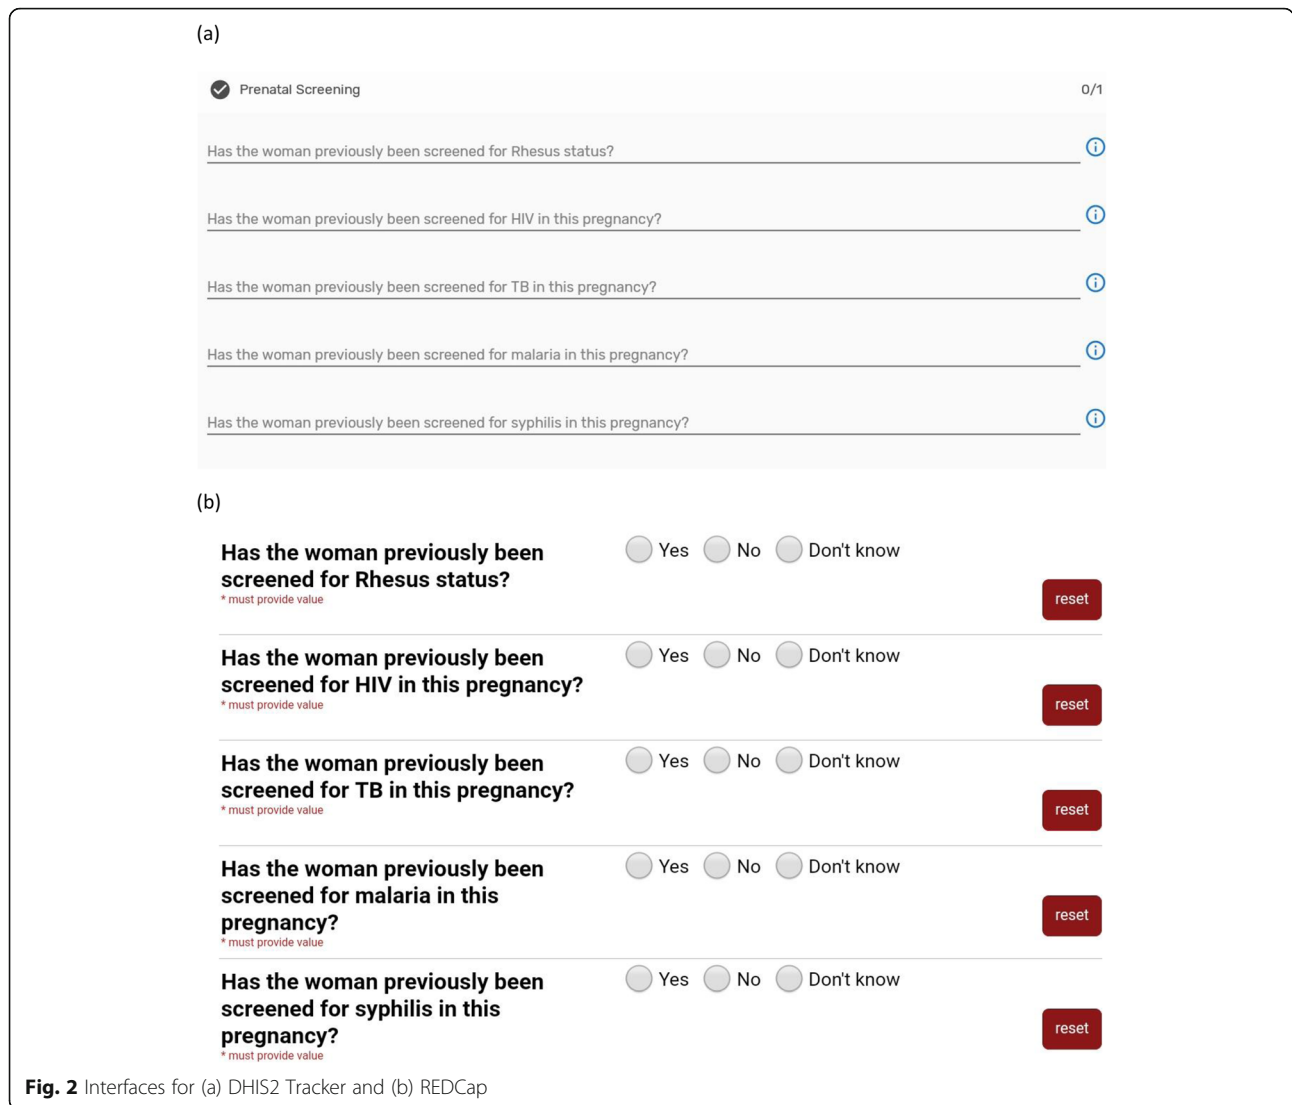 (a)
Prenatal Screening 0/1
Has the woman previously been screened for Rhesus status?
Has the woman previously been screened for HIV in this pregnancy?
Has the woman previously been screened for TB in this pregnancy?
Has the woman previously been screened for malaria in this pregnancy?
Has the woman previously been screened for syphilis in this pregnancy?
(b)
Has the woman previously been
screened for Rhesus status?
* must provide value
Yes No Don't know
reset
Has the woman previously been
screened for HIV in this pregnancy?
* must provide value
Yes No Don't know
reset
Has the woman previously been
screened for TB in this pregnancy?
* must provide value
Yes No Don't know
reset
Has the woman previously been
screened for malaria in this
pregnancy?
* must provide value
Yes No Don't know
reset
Has the woman previously been
screened for syphilis in this
pregnancy?
* must provide value
Yes No Don't know
reset
Fig. 2 Interfaces for (a) DHIS2 Tracker and (b) REDCap